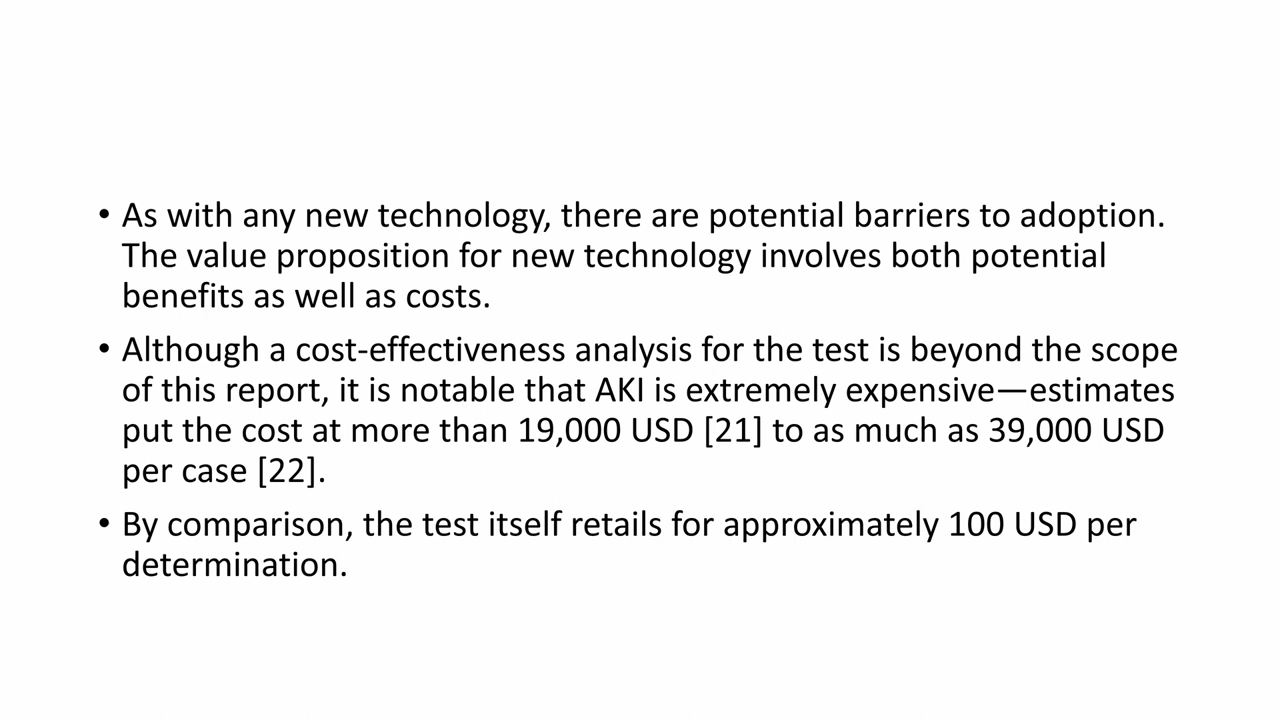 • As with any new technology, there are potential barriers to adoption.
The value proposition for new technology involves both potential
benefits as well as costs.
• Although a cost-effectiveness analysis for the test is beyond the scope
of this report, it is notable that AKI is extremely expensive—estimates
put the cost at more than 19,000 USD [21] to as much as 39,000 USD
per case [22].
• By comparison, the test itself retails for approximately 100 USD per
determination.